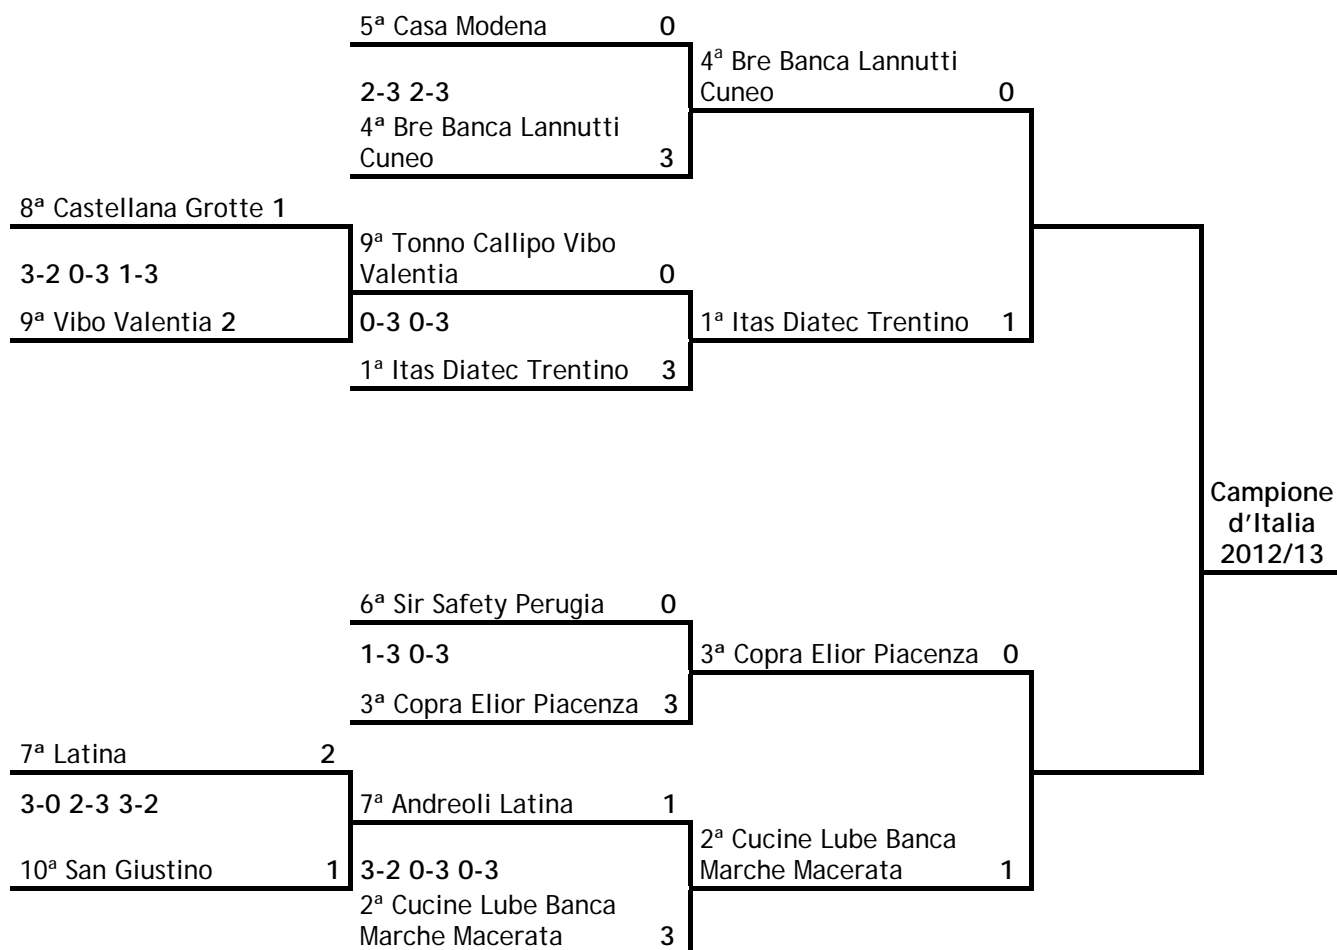 5ª Casa Modena 0
2-3 2-3
4ª Bre Banca Lannutti
Cuneo 3
4ª Bre Banca Lannutti
Cuneo 0
8ª Castellana Grotte 1
3-2 0-3 1-3
9ª Vibo Valentia 2
9ª Tonno Callipo Vibo
Valentia 0
0-3 0-3
1ª Itas Diatec Trentino 3
1ª Itas Diatec Trentino 1
Campione
d’Italia
2012/13
6ª Sir Safety Perugia 0
1-3 0-3
3ª Copra Elior Piacenza 3
3ª Copra Elior Piacenza 0
7ª Latina 2
3-0 2-3 3-2
10ª San Giustino 1
7ª Andreoli Latina 1
3-2 0-3 0-3
2ª Cucine Lube Banca
Marche Macerata 3
2ª Cucine Lube Banca
Marche Macerata 1